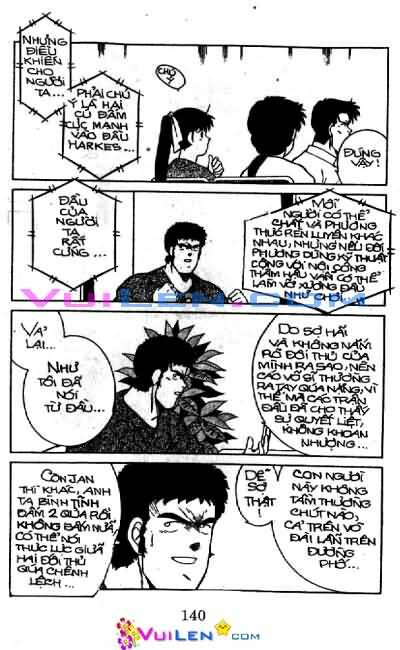 NHƯNG
ĐIỀU
KHIẾN
CHO
NGƯỜI
TA...
PHẢI CHÚ
Ý LÀ HAI
CÚ ĐẤM
CỰC MẠNH
VÀO ĐẦU
HARKES...
CHÚ
Ý
ĐÚNG
VẬY!
ĐẦU
CỦA
NGƯỜI
TA
RẤT
CỨNG...
MỖI
NGƯỜI CÓ THỂ
CHẤT VÀ PHƯƠNG
THỨC RÈN LUYỆN KHÁC
NHAU, NHƯNG NẾU ĐỐI
PHƯƠNG DÙNG KỸ THUẬT
CỘNG VỚI NỘI CÔNG
THÂM HẬU VẪN CÓ THỂ
LÀM VỠ XƯƠNG ĐẦU
NHƯ CHƠI...
VuiLen.com
VẢ
LẠI...
NHƯ
TÔI ĐÃ
NÓI
TỪ ĐẦU...
DO SỢ HÃI
VÀ KHÔNG NẮM
RÕ ĐỐI THỦ CỦA
MÌNH RA SAO, NÊN
CAO VÕ SĨ THƯỜNG
RA TAY QUÁ NẶNG, VÌ
THẾ MÀ CÁC TRẬN
ĐẤU ĐÃ CHO THẤY
SỰ QUYẾT LIỆT,
KHÔNG KHOAN
NHƯỢNG...
CON NGƯỜI
NÀY KHÔNG
TẦM THƯỜNG
CHÚT NÀO,
CẢ TRÊN VÕ
ĐÀI LẪN TRÊN
ĐƯỜNG
PHỐ...
DỄ
SỢ
THẬT!
CÒN JAN
THÌ KHÁC, ANH
TA BÌNH TĨNH
ĐẤM 2 QUẢ RỒI
KHÔNG ĐẤM NỮA
CÓ THỂ NÓI
THỰC LỰC GIỮA
HAI ĐỐI THỦ
QUÁ CHÊNH
LỆCH...
140
VuiLen.com